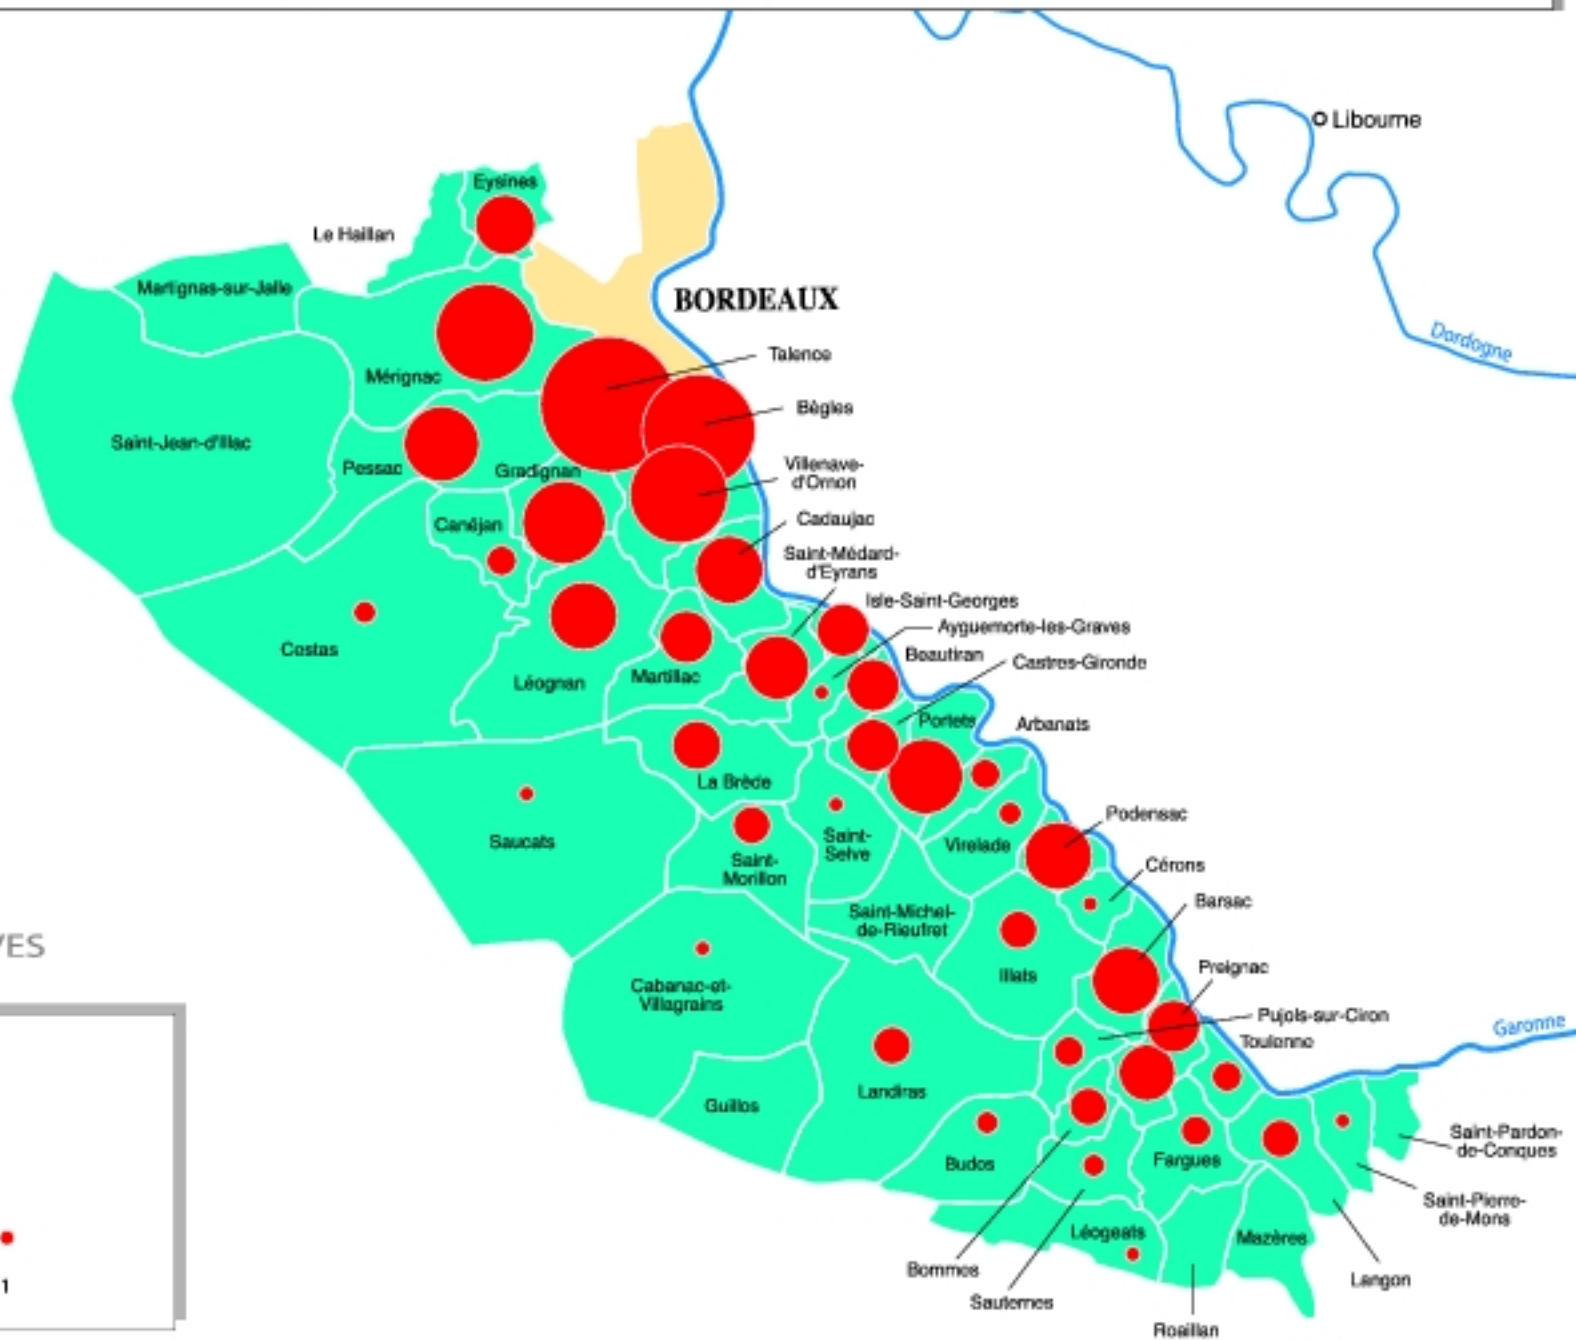 Libourne
Eysines
Le Haillan
Martignas-sur-Jalle
BORDEAUX
Dordogne
Talence
Mérignac
Bègles
Saint-Jean-d'Illac
Pessac
Gradignan
Villenave-
d'Ornon
Canéjan
Cadaujac
Saint-Médard-
d'Eyrans
Isle-Saint-Georges
Ayguemorte-les-Graves
Cestas
Beautiran
Castres-Gironde
Léognan
Martillac
Portets
Arbanats
La Brède
Podensac
Saucats
Saint-
Selve
Virelade
Saint-
Morillon
Cérons
Barsac
Saint-Michel-
de-Rieufret
VES
Illats
Preignac
Cabanac-et-
Villagrains
Pujols-sur-Ciron
Garonne
Toulenne
Landiras
Guillos
Budos
Fargues
Saint-Pardon-
de-Conques
Saint-Pierre-
de-Mons
Léogeats
Mazères
Bommes
Langon
Sauternes
Roaillan
1